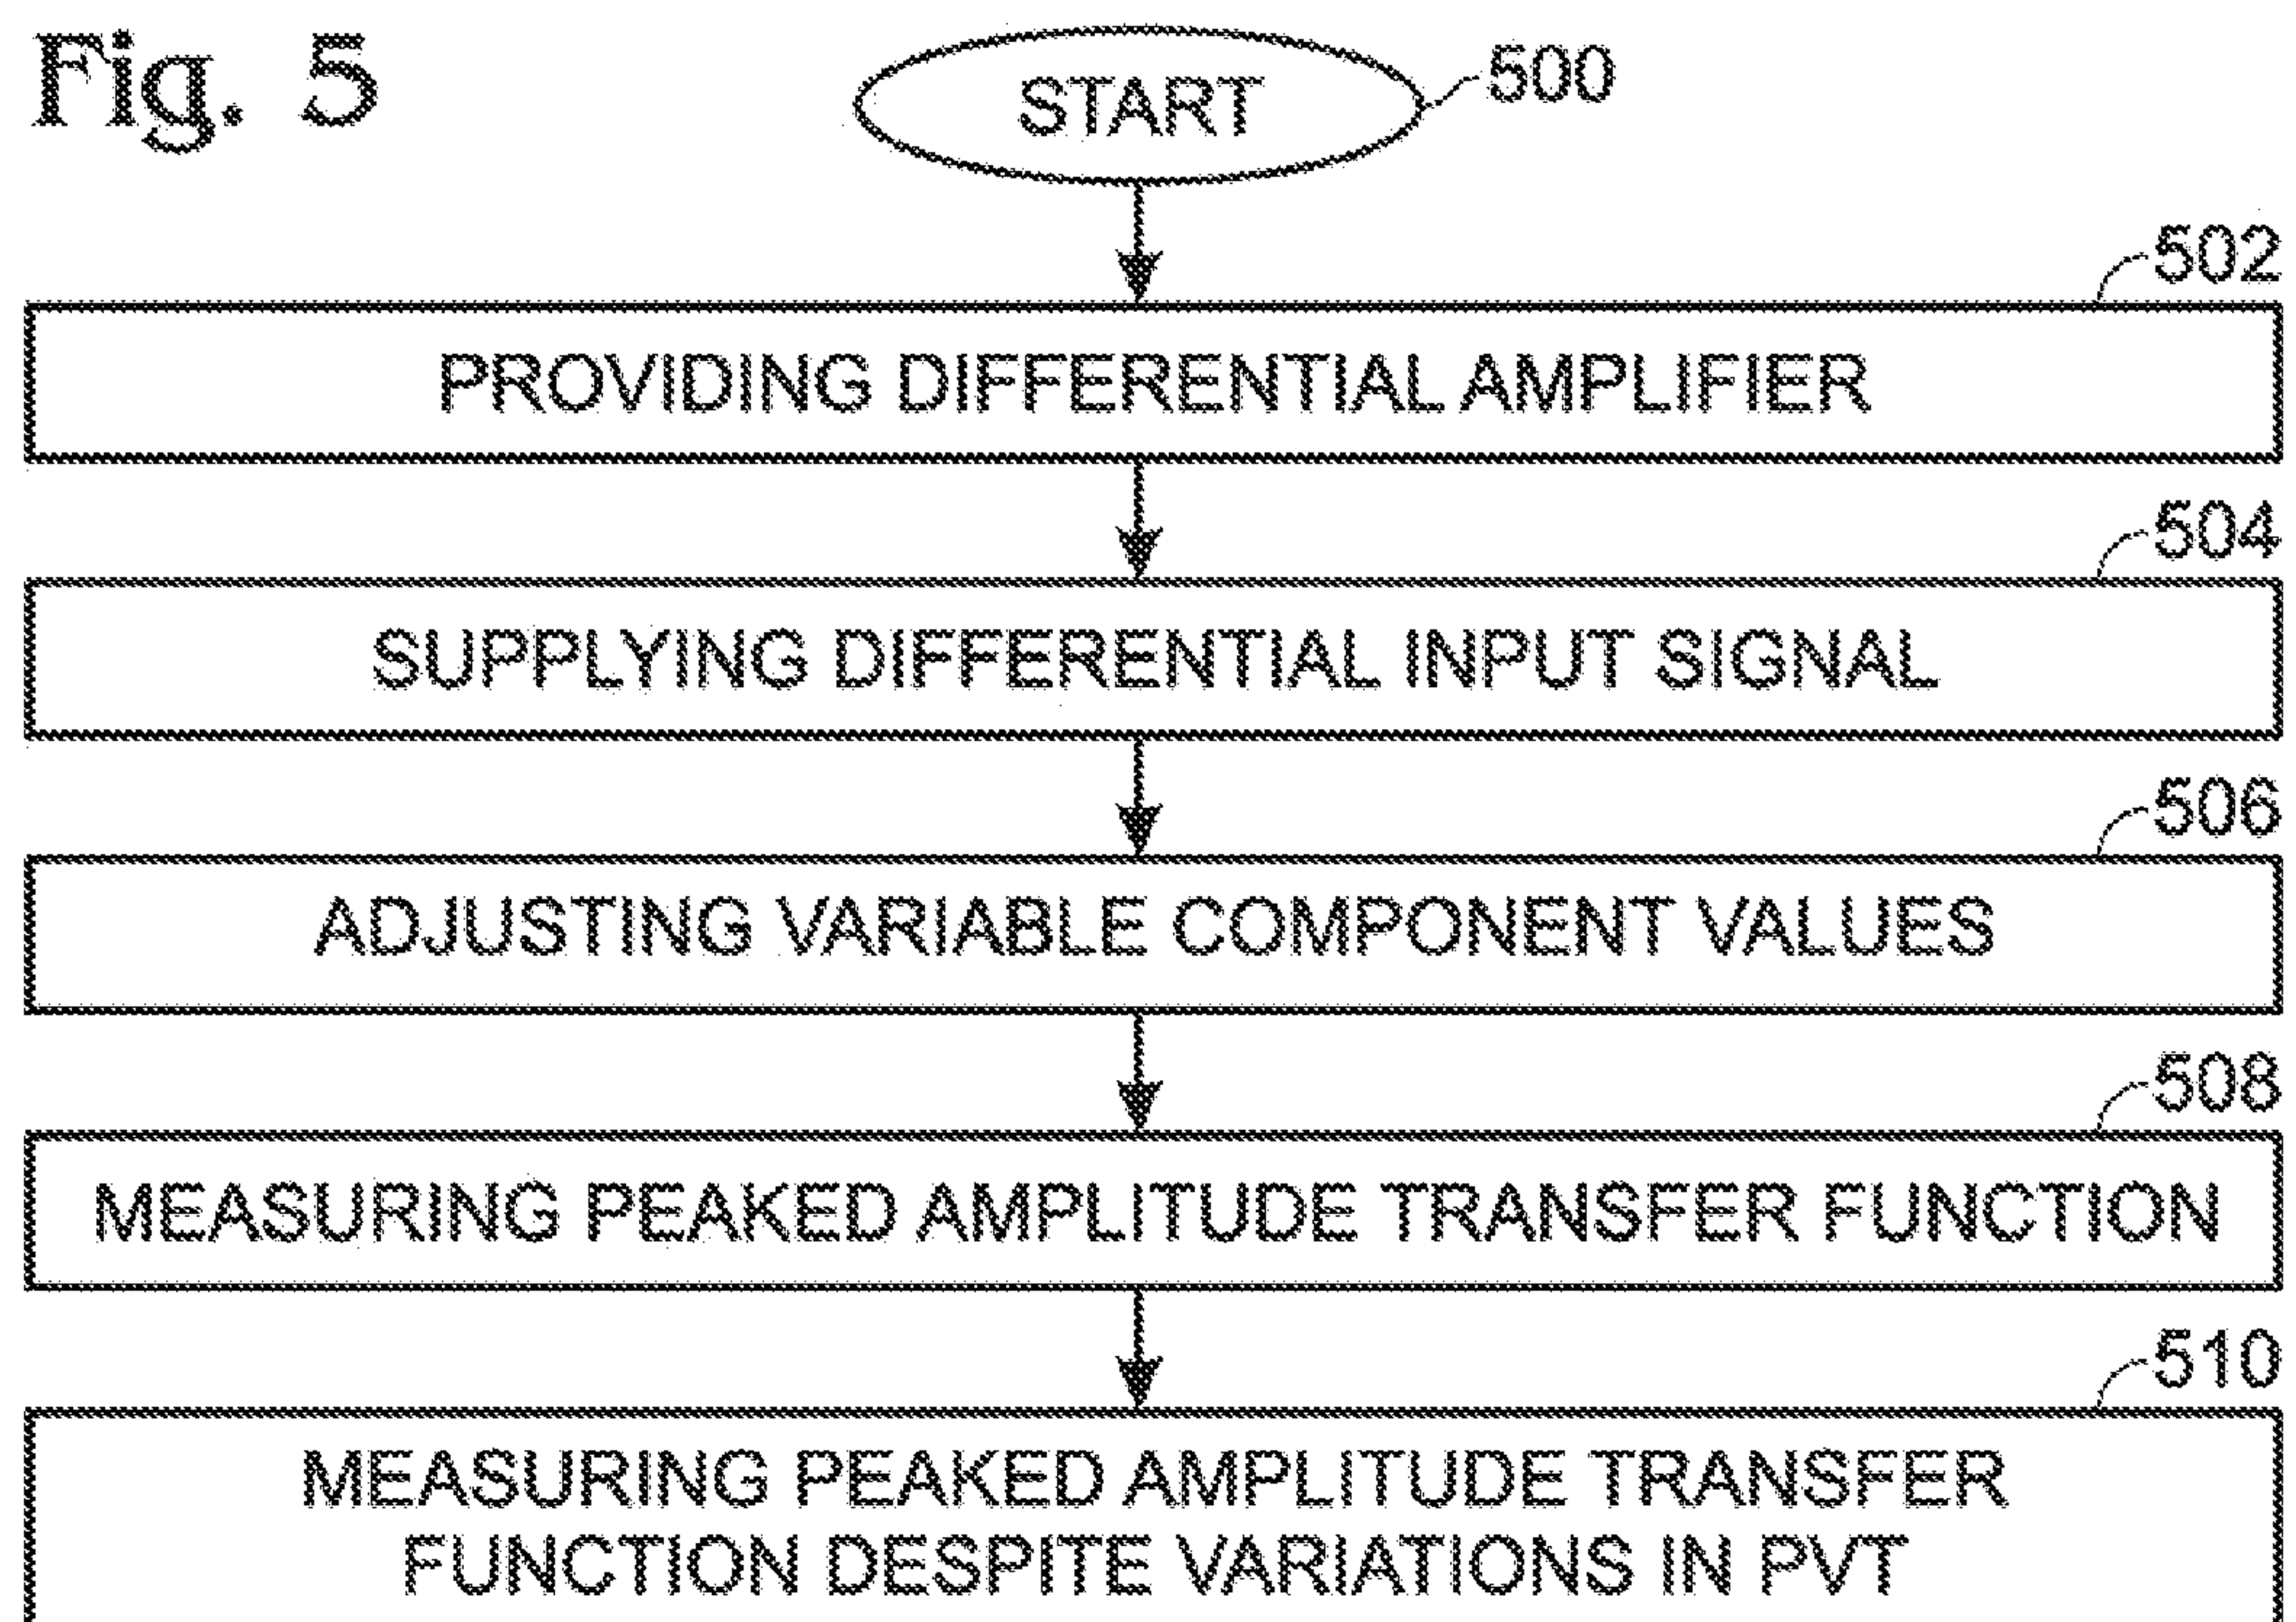 Fig. 5
START
500
502
PROVIDING DIFFERENTIAL AMPLIFIER
504
SUPPLYING DIFFERENTIAL INPUT SIGNAL
506
ADJUSTING VARIABLE COMPONENT VALUES
508
MEASURING PEAKED AMPLITUDE TRANSFER FUNCTION
510
MEASURING PEAKED AMPLITUDE TRANSFER
FUNCTION DESPITE VARIATIONS IN PVT